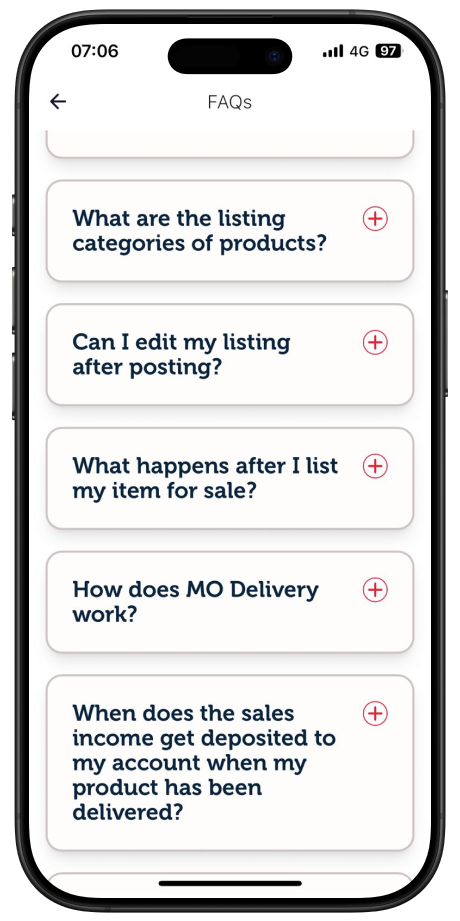 07:06
4G 97
FAQs
What are the listing
categories of products?
Can I edit my listing
after posting?
What happens after I list
my item for sale?
How does MO Delivery
work?
When does the sales
income get deposited to
my account when my
product has been
delivered?